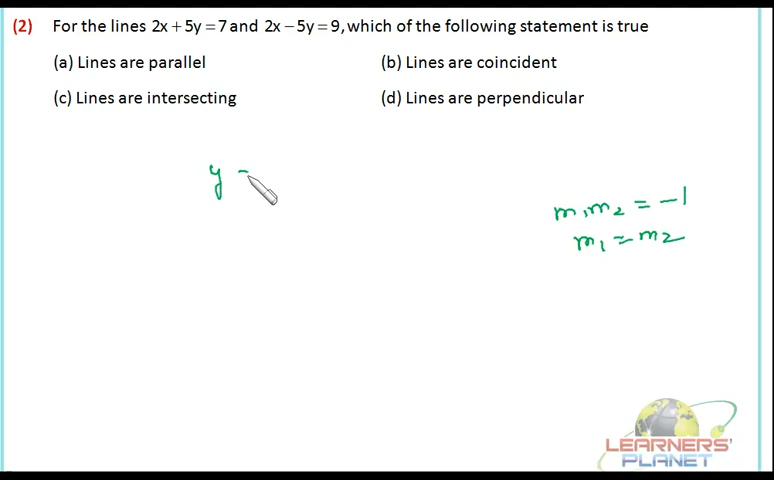 (2) For the lines 2x + 5y = 7 and 2x − 5y = 9, which of the following statement is true
(a) Lines are parallel (b) Lines are coincident
(c) Lines are intersecting (d) Lines are perpendicular
y =
m₁m₂ = −1
m₁ = m₂
LEARNERS'
PLANET